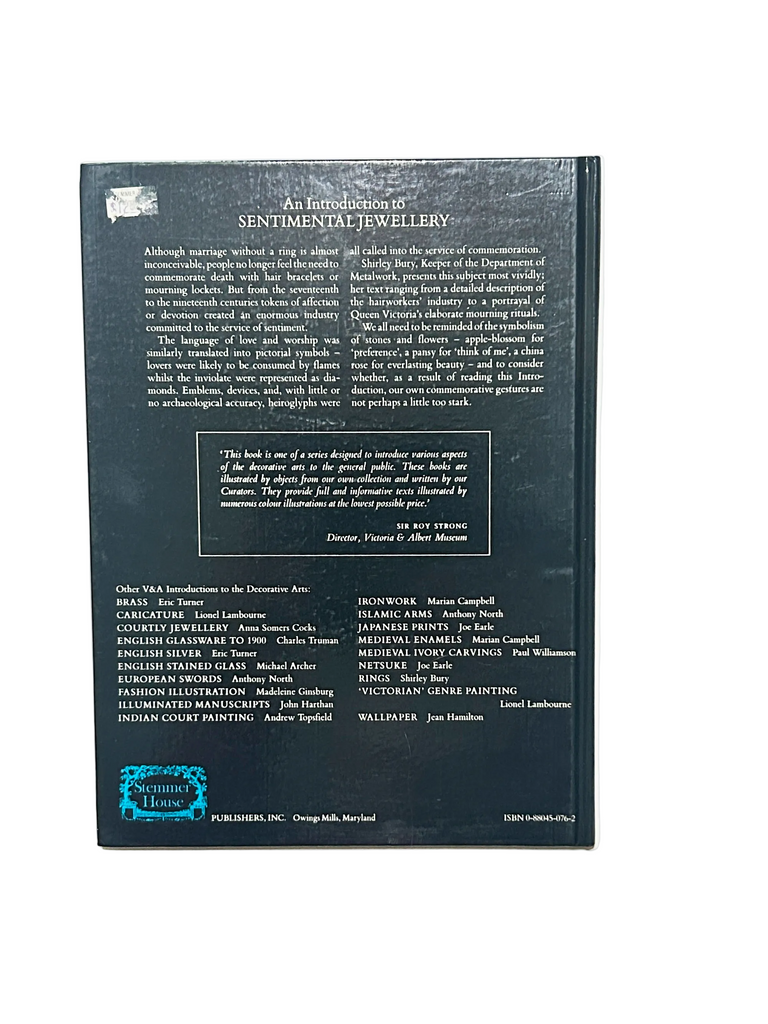 An Introduction to
SENTIMENTAL JEWELLERY
Although marriage without a ring is almost
inconceivable, people no longer feel the need to
commemorate death with hair bracelets or
mourning lockets. But from the seventeenth
to the nineteenth centuries tokens of affection
or devotion created an enormous industry
committed to the service of sentiment.
The language of love and worship was
similarly translated into pictorial symbols –
lovers were likely to be consumed by flames
whilst the inviolate were represented as dia-
monds. Emblems, devices, and, with little or
no archaeological accuracy, heiroglyphs were
all called into the service of commemoration.
Shirley Bury, Keeper of the Department of
Metalwork, presents this subject most vividly;
her text ranging from a detailed description of
the hairworkers' industry to a portrayal of
Queen Victoria's elaborate mourning rituals.
We all need to be reminded of the symbolism
of stones and flowers – apple-blossom for
'preference', a pansy for 'think of me', a china
rose for everlasting beauty – and to consider
whether, as a result of reading this Intro-
duction, our own commemorative gestures are
not perhaps a little too stark.
'This book is one of a series designed to introduce various aspects
of the decorative arts to the general public. These books are
illustrated by objects from our own collection and written by our
Curators. They provide full and informative texts illustrated by
numerous colour illustrations at the lowest possible price.'
SIR ROY STRONG
Director, Victoria & Albert Museum
Other V&A Introductions to the Decorative Arts:
BRASS Eric Turner
CARICATURE Lionel Lambourne
COURTLY JEWELLERY Anna Somers Cocks
ENGLISH GLASSWARE TO 1900 Charles Truman
ENGLISH SILVER Eric Turner
ENGLISH STAINED GLASS Michael Archer
EUROPEAN SWORDS Anthony North
FASHION ILLUSTRATION Madeleine Ginsburg
ILLUMINATED MANUSCRIPTS John Harthan
INDIAN COURT PAINTING Andrew Topsfield
IRONWORK Marian Campbell
ISLAMIC ARMS Anthony North
JAPANESE PRINTS Joe Earle
MEDIEVAL ENAMELS Marian Campbell
MEDIEVAL IVORY CARVINGS Paul Williamson
NETSUKE Joe Earle
RINGS Shirley Bury
'VICTORIAN' GENRE PAINTING
Lionel Lambourne
WALLPAPER Jean Hamilton
Stemmer
House
PUBLISHERS, INC. Owings Mills, Maryland
ISBN 0-88045-076-2